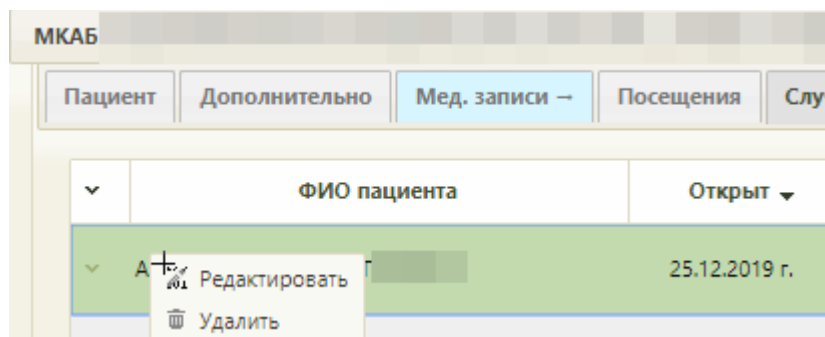 МКАБ
Пациент Дополнительно Мед. записи → Посещения Слу
ФИО пациента Открыт
А Т 25.12.2019 г.
Редактировать
Удалить